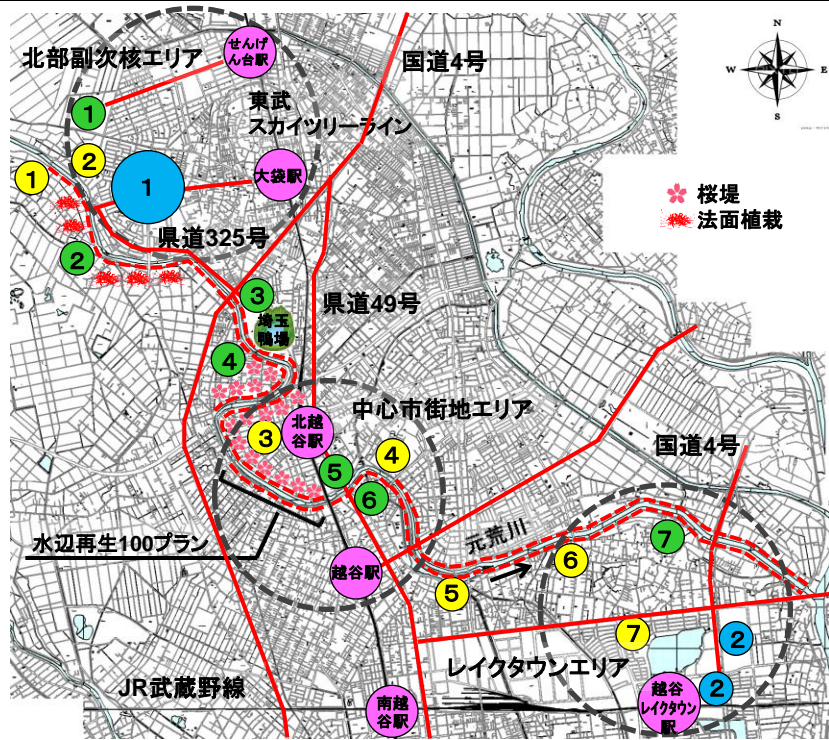 北部副次核エリア
せんげ
ん台駅
国道4号
N
W
E
S
1
東武
スカイツリーライン
2
1
1
大袋駅
桜堤
法面植栽
県道325号
2
3
県道49号
埼玉
鴨場
4
中心市街地エリア
北越
谷駅
3
4
国道4号
5
6
水辺再生100プラン
元荒川
7
越谷駅
6
5
7
2
レイクタウンエリア
JR武蔵野線
南越
谷駅
越谷
レイクタウン
駅
2